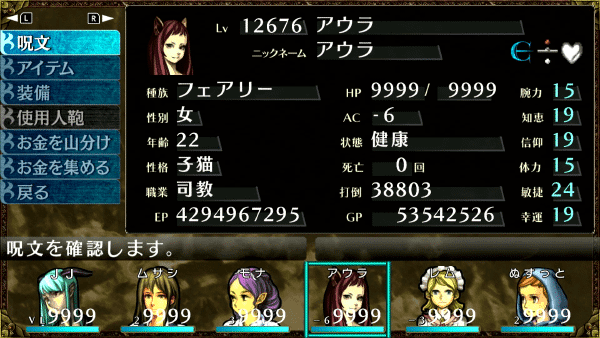 L R Lv 12676 アウラ
ニックネーム アウラ
呪文
アイテム
装備
使用人鞄
お金を山分け
お金を集める
戻る
種族 フェアリー HP 9999 / 9999 腕力 15
性別 女 AC -6 知恵 19
年齢 22 状態 健康 信仰 19
性格 子猫 死亡 0 回 体力 15
職業 司教 打倒 38803 敏捷 24
EP 4294967295 GP 53542526 幸運 19
呪文を確認します。
JJ ムサシ モナ アウラ レム ぬすっと
9999 9999 9999 -6 9999 9999 9999